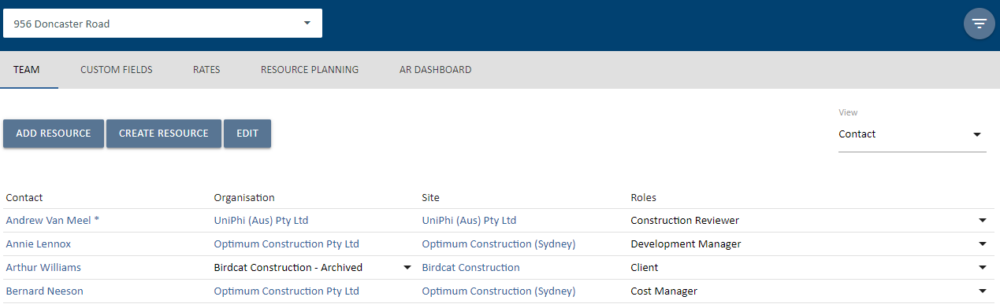 956 Doncaster Road
TEAM CUSTOM FIELDS RATES RESOURCE PLANNING AR DASHBOARD
View
ADD RESOURCE CREATE RESOURCE EDIT Contact
Contact Organisation Site Roles
Andrew Van Meel * UniPhi (Aus) Pty Ltd UniPhi (Aus) Pty Ltd Construction Reviewer
Annie Lennox Optimum Construction Pty Ltd Optimum Construction (Sydney) Development Manager
Arthur Williams Birdcat Construction - Archived Birdcat Construction Client
Bernard Neeson Optimum Construction Pty Ltd Optimum Construction (Sydney) Cost Manager